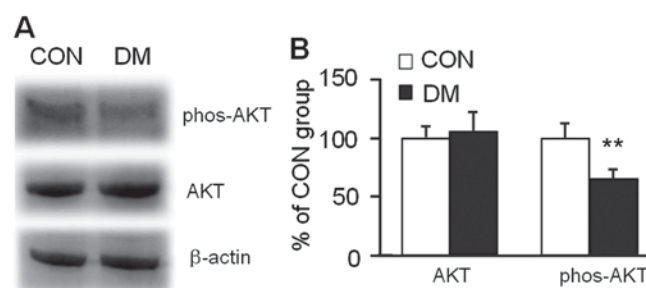 A
CON DM
phos-AKT
AKT
β-actin
B
CON
DM
% of CON group
150
100
50
0
**
AKT phos-AKT